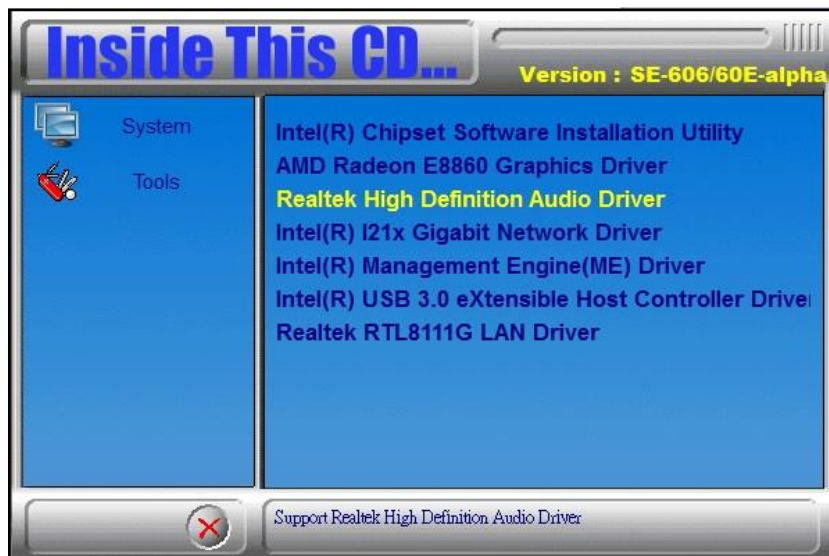 Inside This CD...
Version : SE-606/60E-alpha
System
Tools
Intel(R) Chipset Software Installation Utility
AMD Radeon E8860 Graphics Driver
Realtek High Definition Audio Driver
Intel(R) I21x Gigabit Network Driver
Intel(R) Management Engine(ME) Driver
Intel(R) USB 3.0 eXtensible Host Controller Drive
Realtek RTL8111G LAN Driver
Support Realtek High Definition Audio Driver